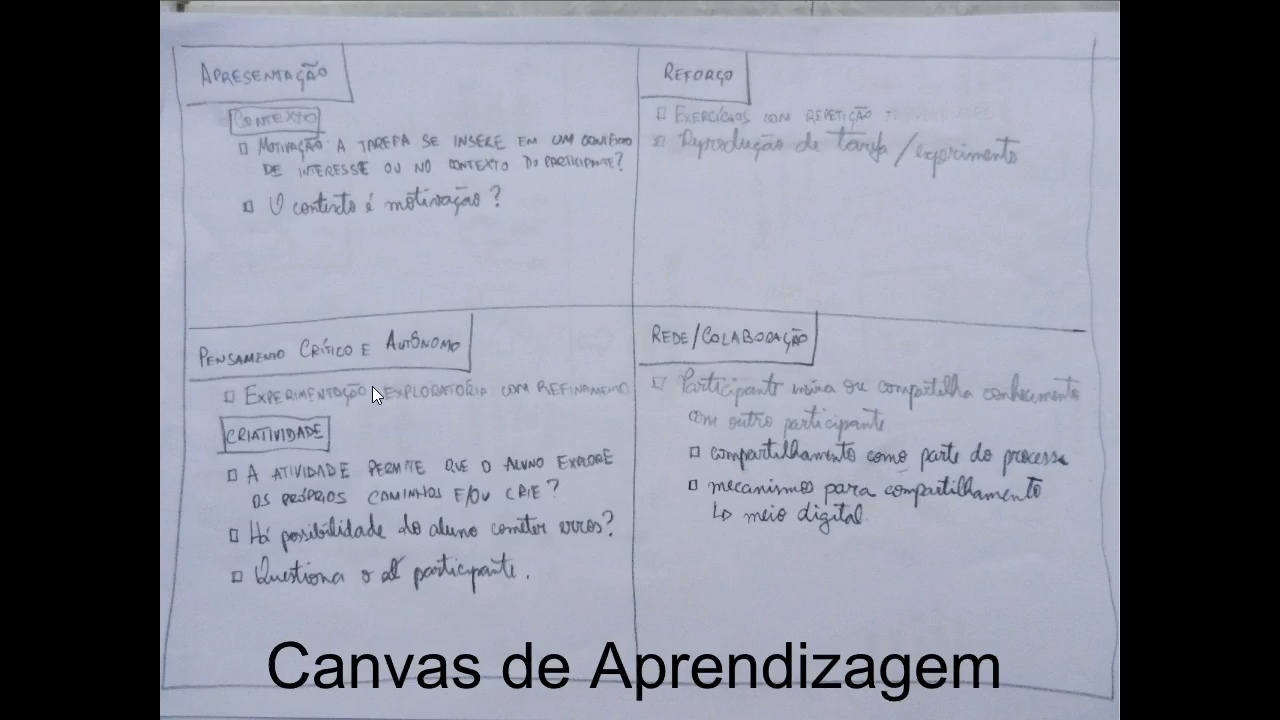 APRESENTAÇÃO
CONTEXTO
MOTIVAÇÃO A TAREFA SE INSERE EM UM CONTEXTO
DE INTERESSE OU NO CONTEXTO DO PARTICIPANTE?
O contexto é motivação?
REFORÇO
EXERCÍCIOS COM REPETIÇÃO
Reprodução de tarefa / experimento
PENSAMENTO CRÍTICO E AUTÔNOMO
EXPERIMENTAÇÃO EXPLORATÓRIA COM REFINAMENTO
CRIATIVIDADE
A ATIVIDADE PERMITE QUE O ALUNO EXPLORE
OS PRÓPRIOS CAMINHOS E/OU CRIE?
Há possibilidade do aluno cometer erros?
Questiona o participante.
REDE/COLABORAÇÃO
Participante ensina ou compartilha conhecimento
com outro participante
compartilhamento como parte do processo
mecanismos para compartilhamento
↳ meio digital
Canvas de Aprendizagem